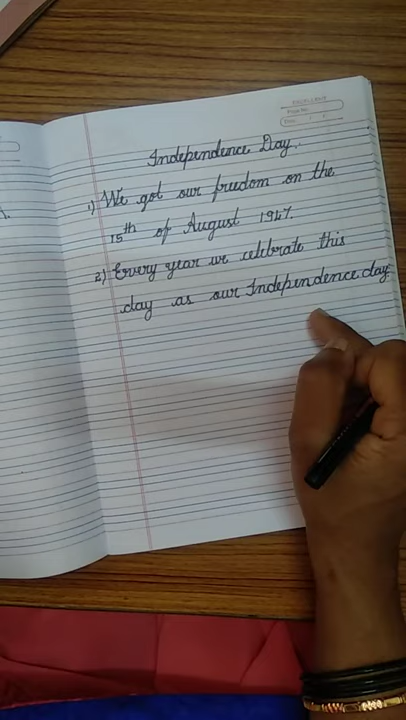 Independence Day.
1) We got our freedom on the
15th of August 1947.
2) Every year we celebrate this
day as our Independence day